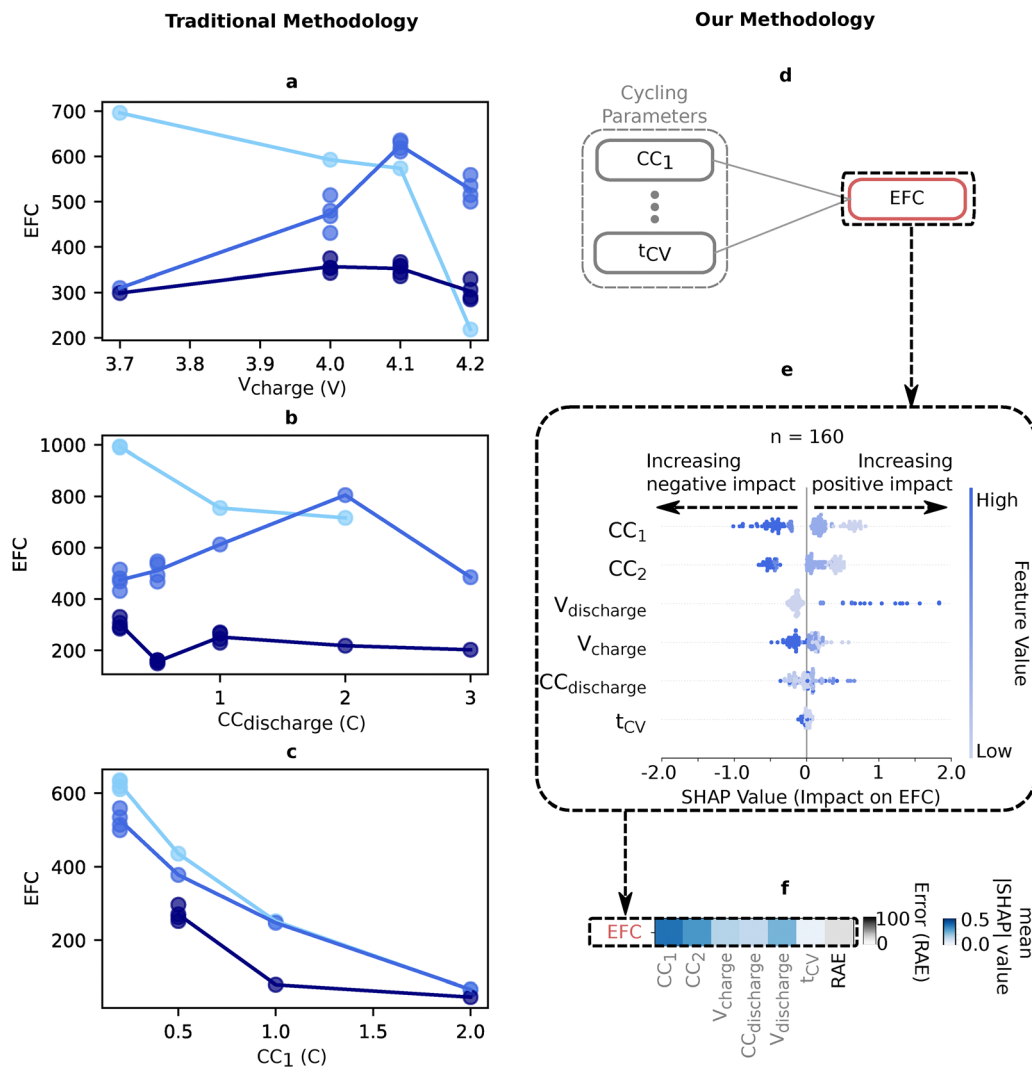 Traditional Methodology
a
700
600
500
400
300
200
EFC
3.7
3.8
3.9
4.0
4.1
4.2
Vcharge (V)
b
1000
800
600
400
200
EFC
1
2
3
CCdischarge (C)
c
600
400
200
EFC
0.5
1.0
1.5
2.0
CC1 (C)
Our Methodology
d
Cycling
Parameters
CC1
tCV
EFC
e
n = 160
Increasing
negative impact
Increasing
positive impact
High
Feature Value
Low
CC1
CC2
Vdischarge
Vcharge
CCdischarge
tCV
-2.0
-1.0
0
1
2.0
SHAP Value (Impact on EFC)
f
EFC
CC1
CC2
Vcharge
CCdischarge
Vdischarge
tCV
RAE
100
0
Error (RAE)
0.5
0.0
mean
|SHAP| value